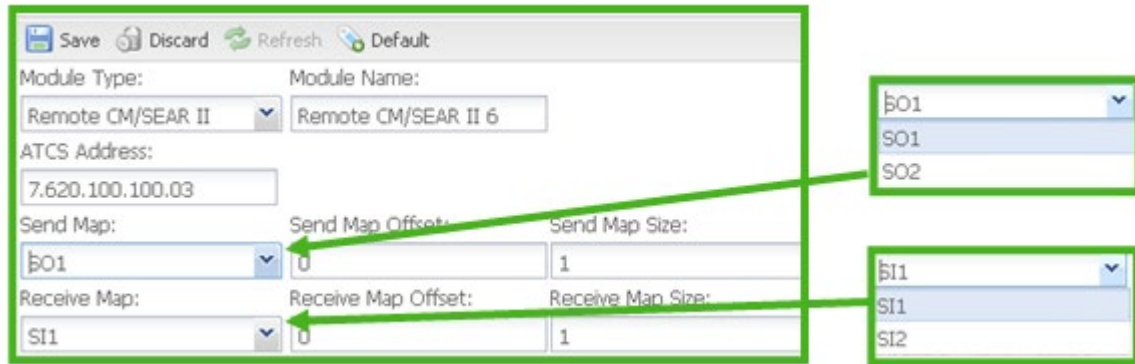 Save Discard Refresh Default
Module Type: Module Name:
Remote CM/SEAR II Remote CM/SEAR II 6
ATCS Address:
7.620.100.100.03
Send Map: Send Map Offset: Send Map Size:
SO1 0 1
Receive Map: Receive Map Offset: Receive Map Size:
SI1 0 1
SO1
SO1
SO2
SI1
SI1
SI2